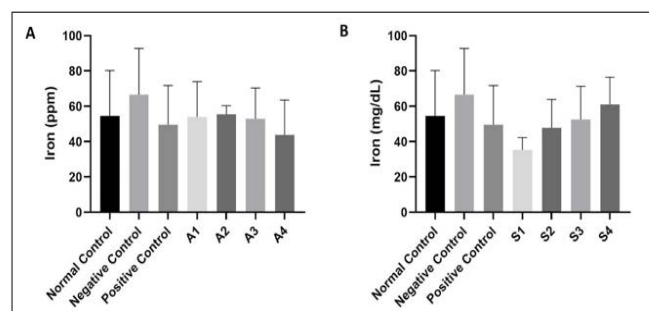 A
Iron (ppm)
100
80
60
40
20
0
Normal Control
Negative Control
Positive Control
A1
A2
A3
A4
B
Iron (mg/dL)
100
80
60
40
20
0
Normal Control
Negative Control
Positive Control
S1
S2
S3
S4